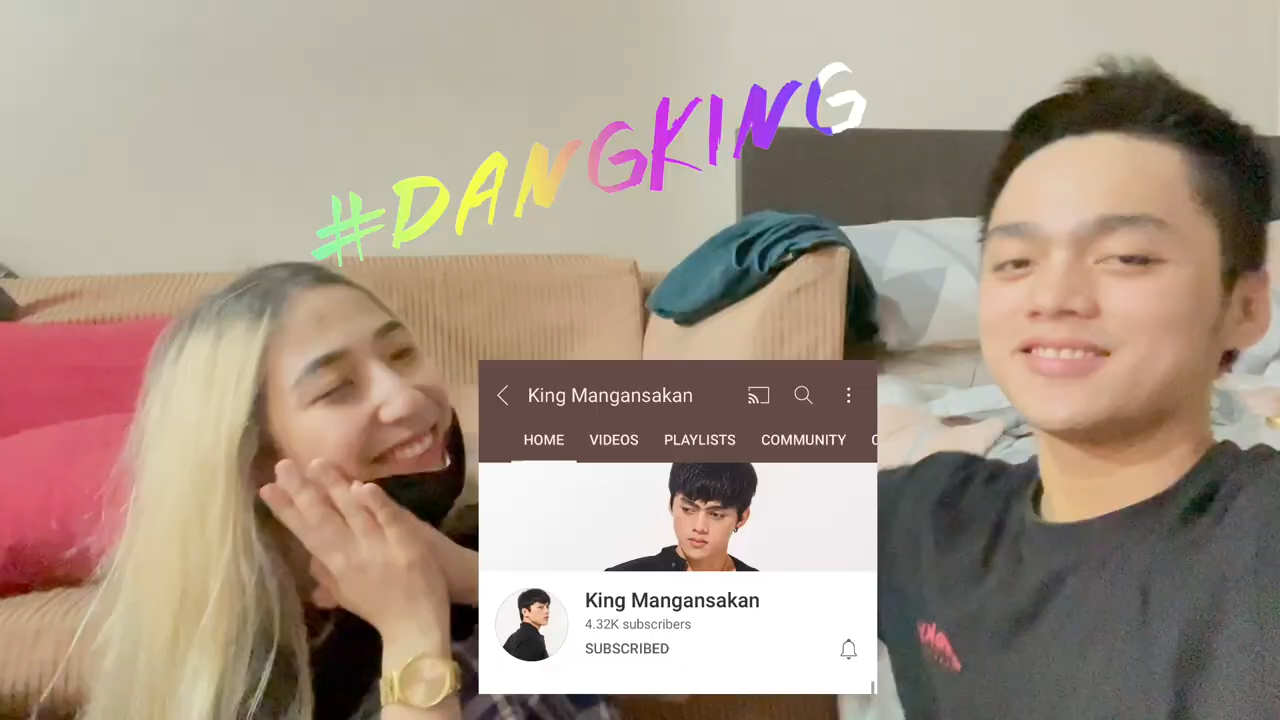 #DANGKING
King Mangansakan
HOME VIDEOS PLAYLISTS COMMUNITY C
King Mangansakan
4.32K subscribers
SUBSCRIBED